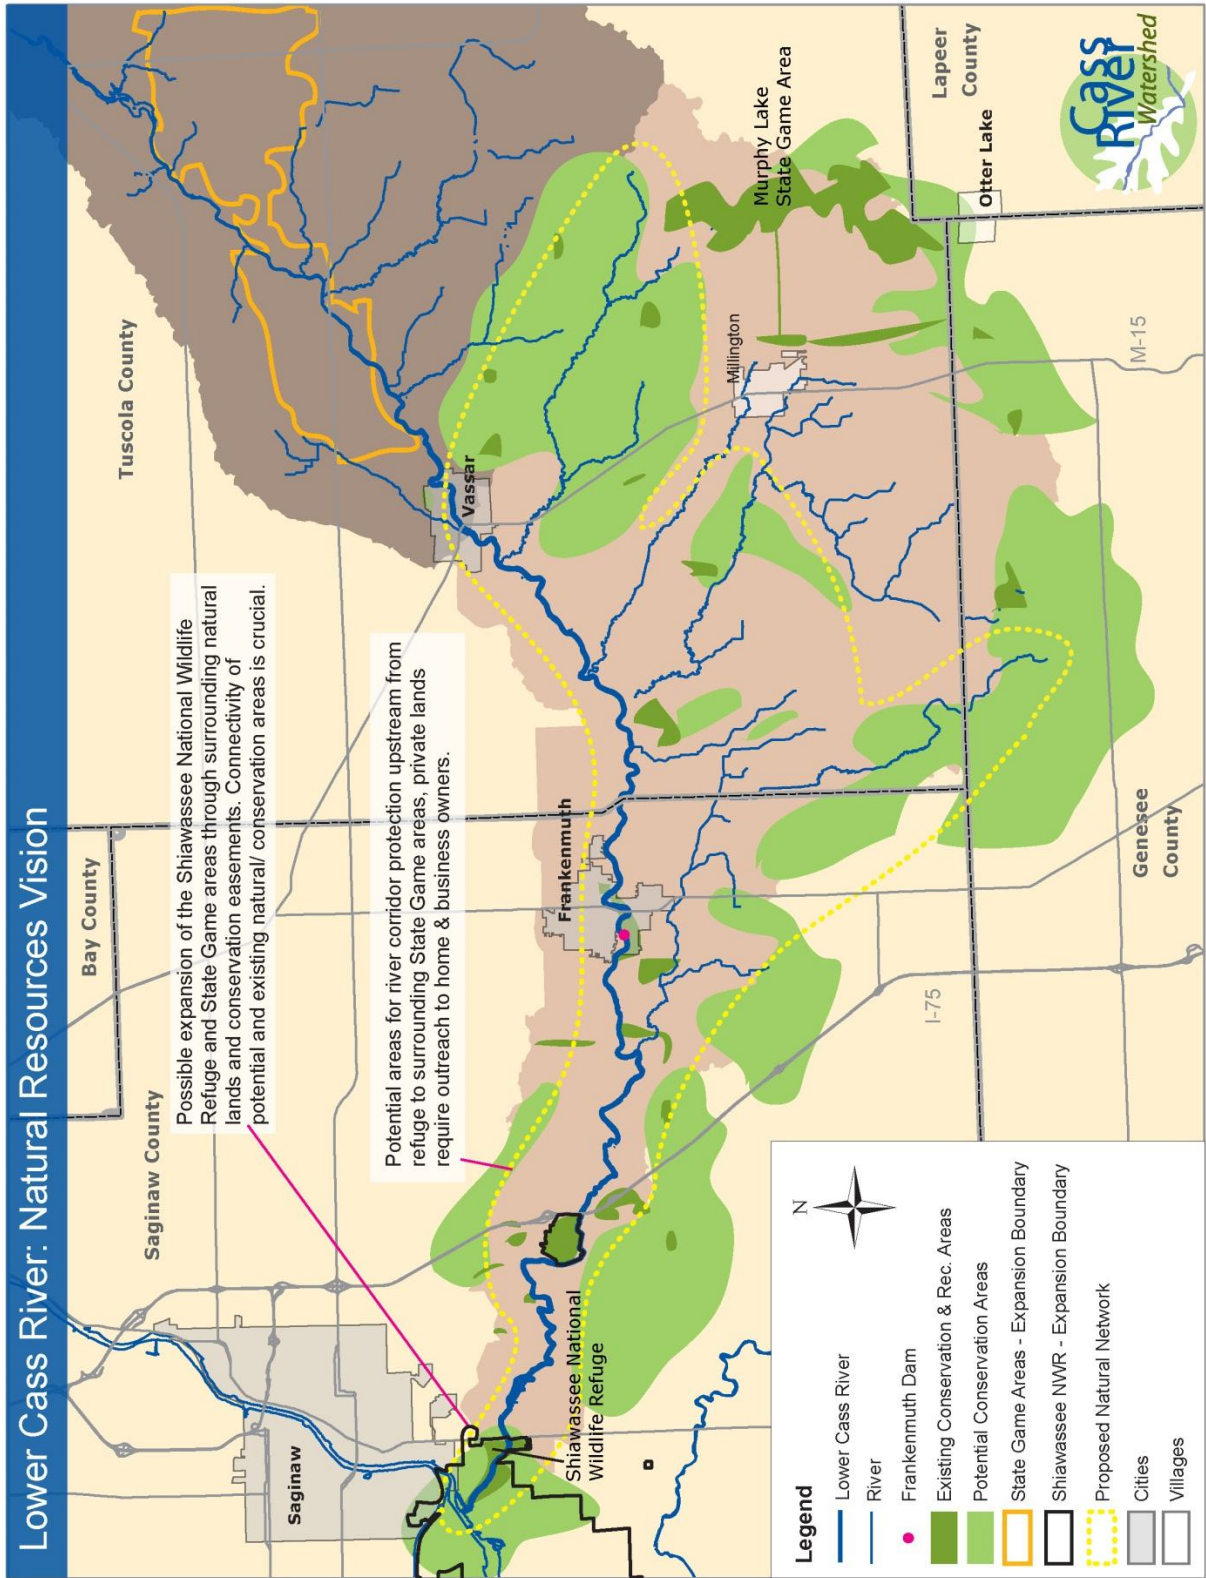 Lower Cass River: Natural Resources Vision
Bay County
Tuscola County
Saginaw County
Possible expansion of the Shiawassee National Wildlife
Refuge and State Game areas through surrounding natural
lands and conservation easements. Connectivity of
potential and existing natural/ conservation areas is crucial.
Potential areas for river corridor protection upstream from
refuge to surrounding State Game areas, private lands
require outreach to home & business owners.
Saginaw
Frankenmuth
Vassar
Shiawassee National
Wildlife Refuge
Millington
Murphy Lake
State Game Area
I-75
Genesee
County
M-15
Otter Lake
Lapeer
County
Legend
Lower Cass River
River
Frankenmuth Dam
Existing Conservation & Rec. Areas
Potential Conservation Areas
State Game Areas - Expansion Boundary
Shiawassee NWR - Expansion Boundary
Proposed Natural Network
Cities
Villages
N
Cass
River
Watershed